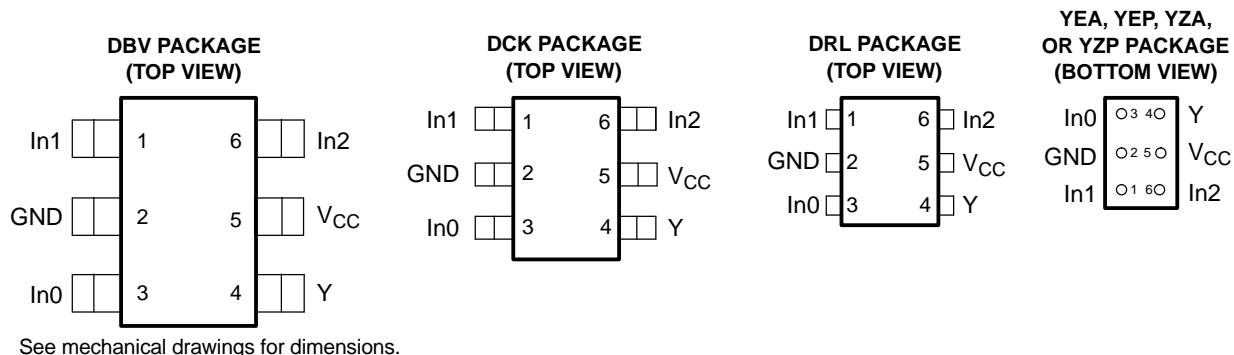 DBV PACKAGE
(TOP VIEW)
In1 1 6 In2
GND 2 5 VCC
In0 3 4 Y
See mechanical drawings for dimensions.
DCK PACKAGE
(TOP VIEW)
In1 1 6 In2
GND 2 5 VCC
In0 3 4 Y
DRL PACKAGE
(TOP VIEW)
In1 1 6 In2
GND 2 5 VCC
In0 3 4 Y
YEA, YEP, YZA,
OR YZP PACKAGE
(BOTTOM VIEW)
In0 3 4 Y
GND 2 5 VCC
In1 1 6 In2